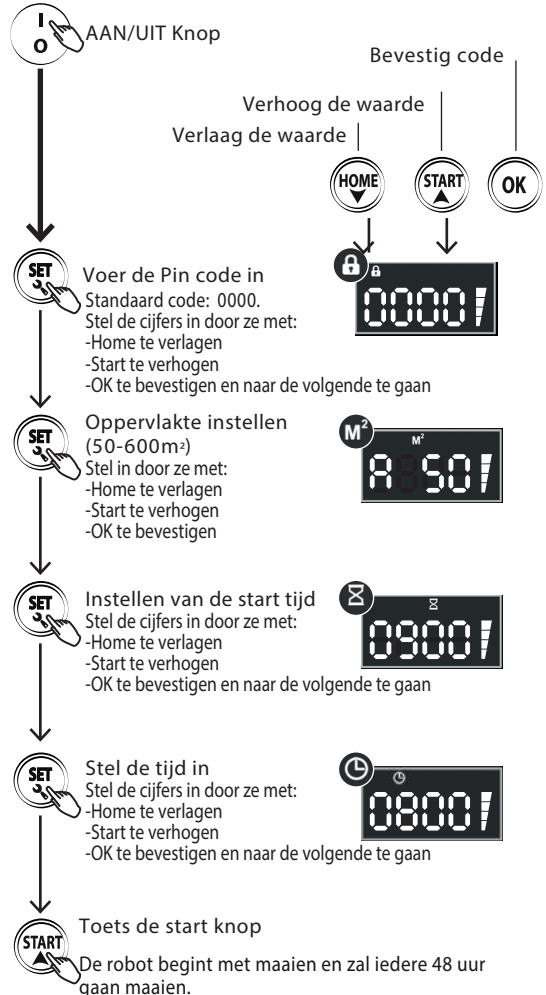 I
O
AAN/UIT Knop
Bevestig code
Verhoog de waarde
Verlaag de waarde
HOME
START
OK
SET
Voer de Pin code in
Standaard code: 0000.
Stel de cijfers in door ze met:
-Home te verlagen
-Start te verhogen
-OK te bevestigen en naar de volgende te gaan
0000
SET
Oppervlakte instellen
(50-600m²)
Stel in door ze met:
-Home te verlagen
-Start te verhogen
-OK te bevestigen
M²
M²
A 50
SET
Instellen van de start tijd
Stel de cijfers in door ze met:
-Home te verlagen
-Start te verhogen
-OK te bevestigen en naar de volgende te gaan
0900
SET
Stel de tijd in
Stel de cijfers in door ze met:
-Home te verlagen
-Start te verhogen
-OK te bevestigen en naar de volgende te gaan
0800
START
Toets de start knop
De robot begint met maaien en zal iedere 48 uur
gaan maaien.